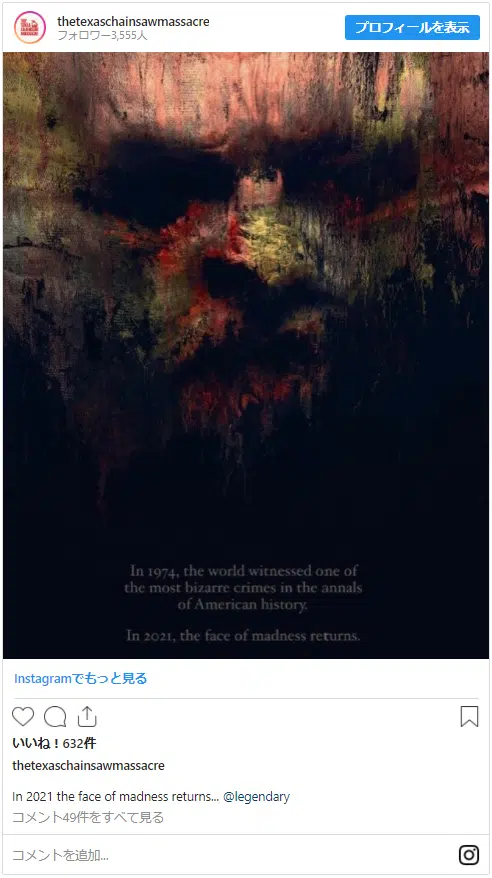 thetexaschainsawmassacre
フォロワー3,555人
プロフィールを表示
In 1974, the world witnessed one of
the most bizarre crimes in the annals
of American history.
In 2021, the face of madness returns.
Instagramでもっと見る
いいね！632件
thetexaschainsawmassacre
In 2021 the face of madness returns... @legendary
コメント49件をすべて見る
コメントを追加...